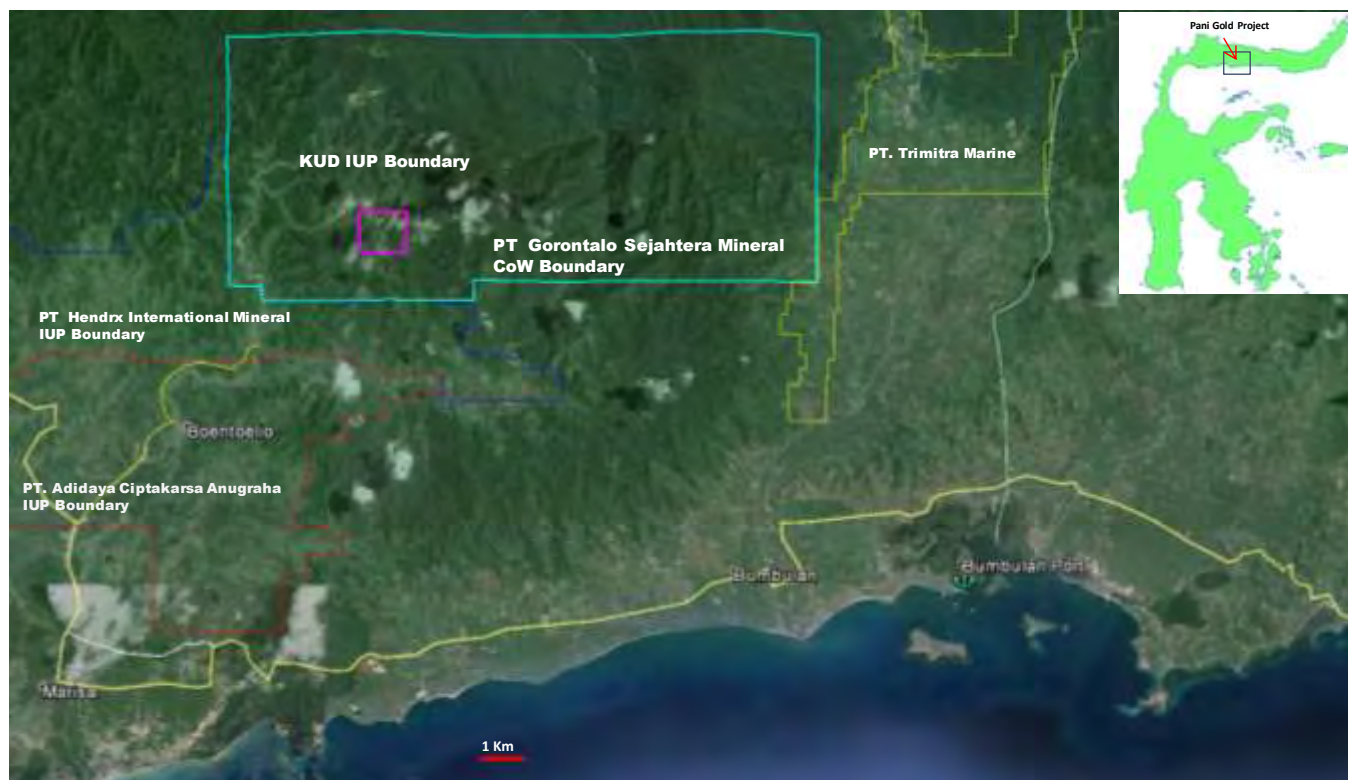 Pani Gold Project
KUD IUP Boundary
PT. Trimitra Marine
PT Gorontalo Sejahtera Mineral
CoW Boundary
PT Hendrx International Mineral
IUP Boundary
Boentoelio
PT. Adidaya Ciptakarsa Anugraha
IUP Boundary
Bumbulan
Bumbulan Port
Marisa
1 Km